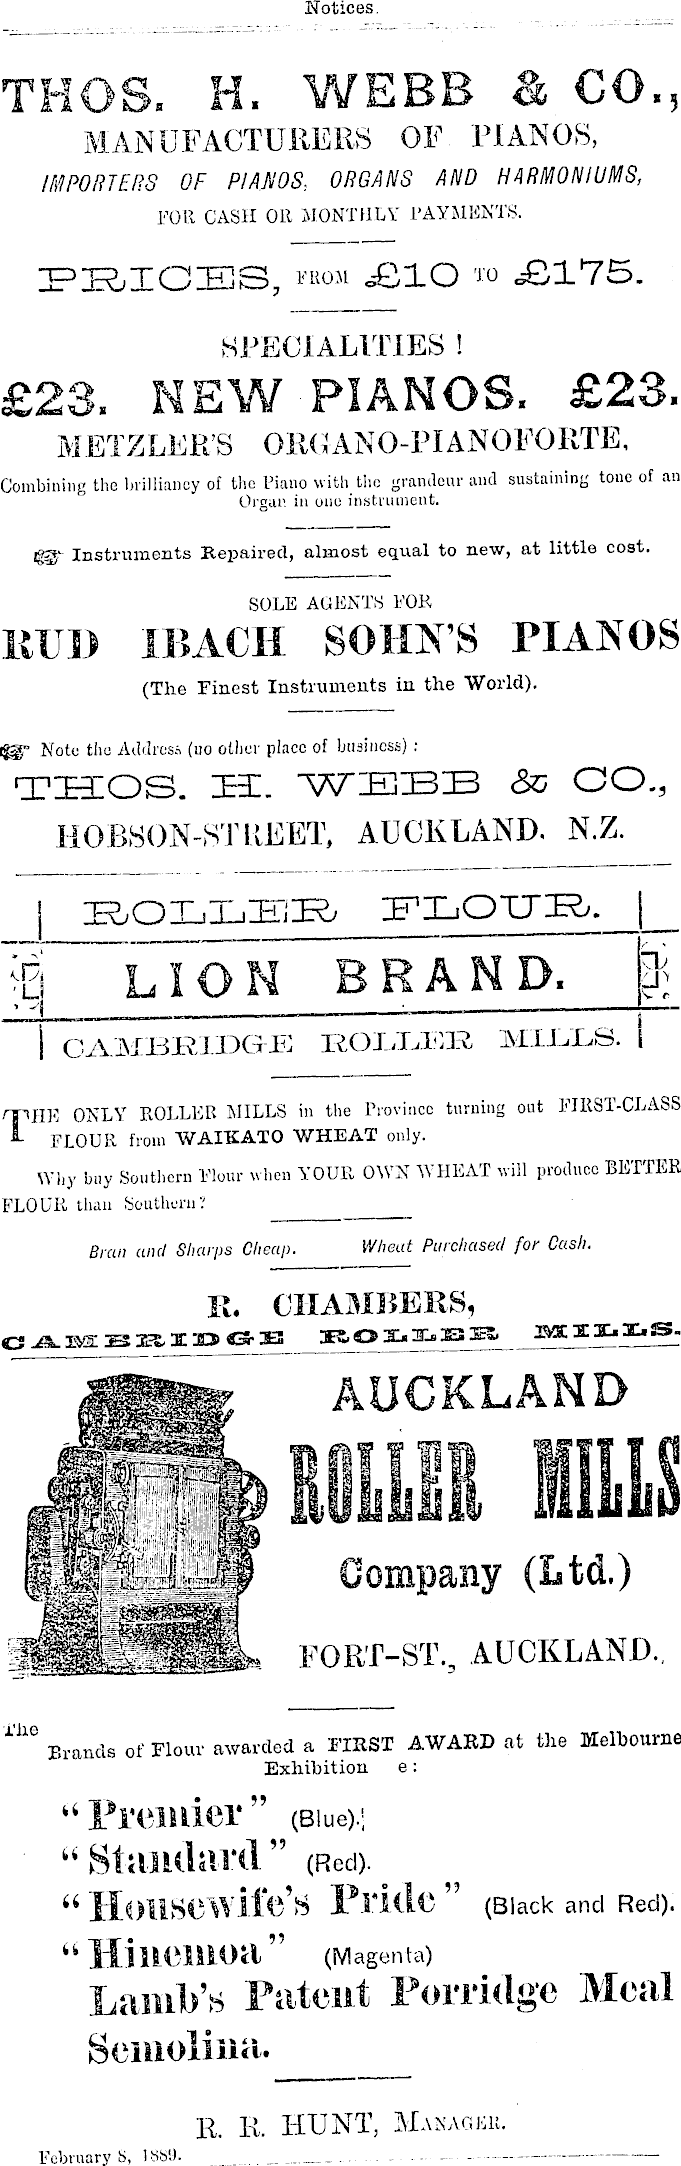 Notices.
THOS. H. WEBB & CO.,
MANUFACTURERS OF PIANOS,
IMPORTERS OF PIANOS, ORGANS AND HARMONIUMS,
FOR CASH OR MONTHLY PAYMENTS.
PRICES, FROM £10 TO £175.
SPECIALITIES !
£23. NEW PIANOS. £23.
METZLER'S ORGANO-PIANOFORTE,
Combining the brilliancy of the Piano with the grandeur and sustaining tone of an
Organ in one instrument.
☞ Instruments Repaired, almost equal to new, at little cost.
SOLE AGENTS FOR
RUD IBACH SOHN'S PIANOS
(The Finest Instruments in the World).
☞ Note the Address (no other place of business) :
THOS. H. WEBB & CO.,
HOBSON-STREET, AUCKLAND. N.Z.
ROLLER FLOUR.
LION BRAND.
CAMBRIDGE ROLLER MILLS.
THE ONLY ROLLER MILLS in the Province turning out FIRST-CLASS
FLOUR from WAIKATO WHEAT only.
Why buy Southern Flour when YOUR OWN WHEAT will produce BETTER
FLOUR than Southern?
Bran and Sharps Cheap. Wheat Purchased for Cash.
R. CHAMBERS,
CAMBRIDGE ROLLER MILLS.
AUCKLAND
ROLLER MILLS
Company (Ltd.)
FORT-ST., AUCKLAND.,
The
Brands of Flour awarded a FIRST AWARD at the Melbourne
Exhibition e :
"Premier" (Blue).
"Standard" (Red).
"Housewife's Pride" (Black and Red).
"Hinemoa" (Magenta)
Lamb's Patent Porridge Meal
Semolina.
R. R. HUNT, MANAGER.
February 8, 1889.